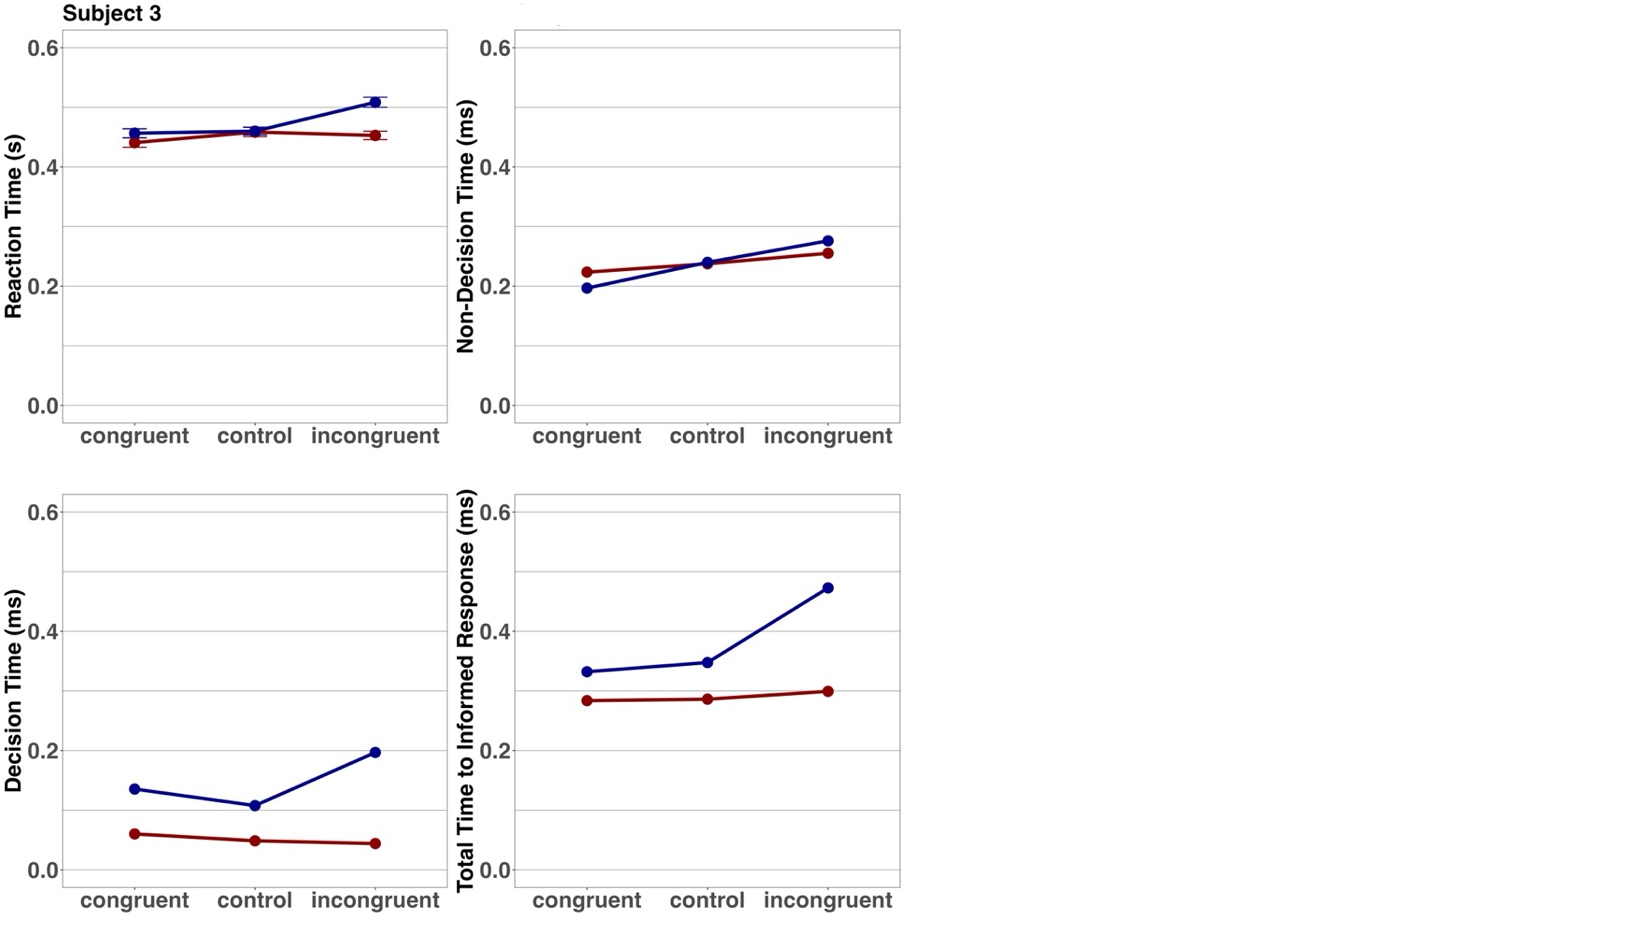 Subject 3
Reaction Time (s)
0.6
0.4
0.2
0.0
congruent control incongruent
Non-Decision Time (ms)
0.6
0.4
0.2
0.0
congruent control incongruent
Decision Time (ms)
0.6
0.4
0.2
0.0
congruent control incongruent
Total Time to Informed Response (ms)
0.6
0.4
0.2
0.0
congruent control incongruent